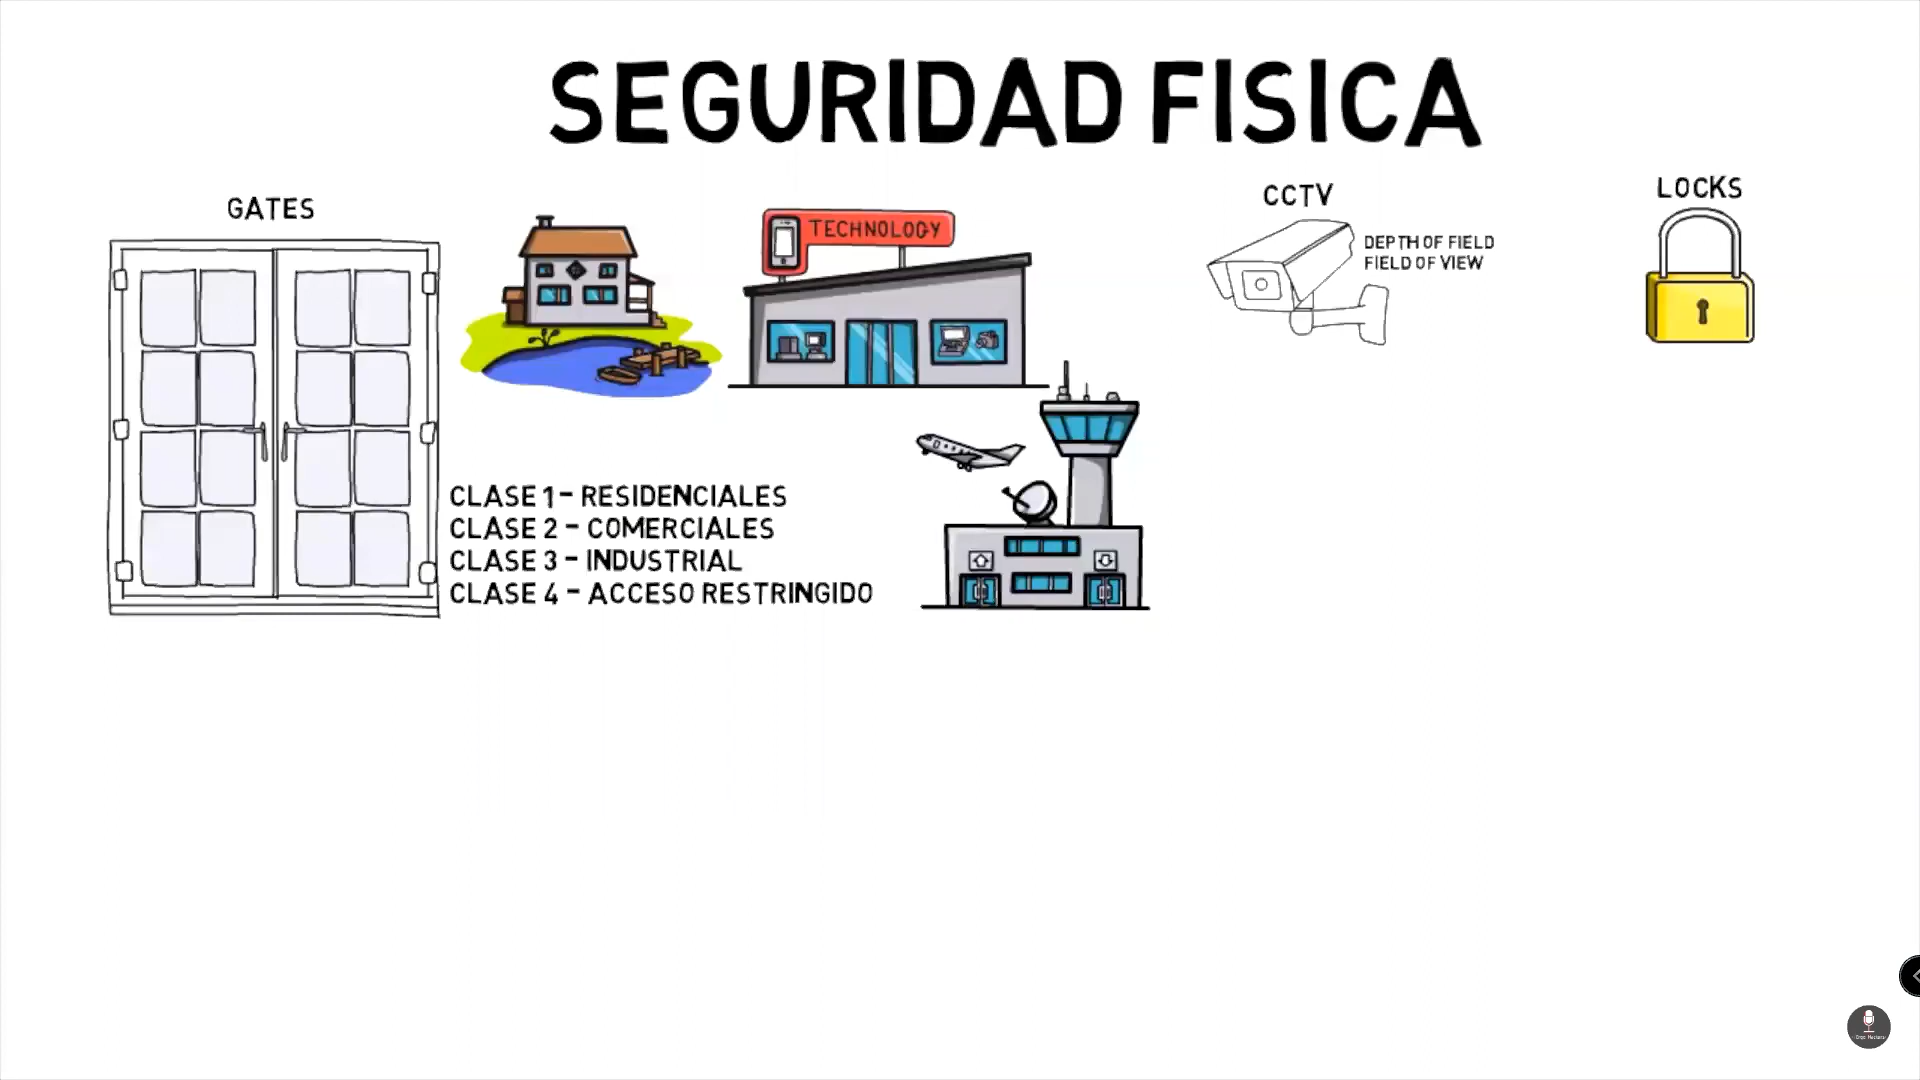 SEGURIDAD FISICA
GATES
TECHNOLOGY
CLASE 1 - RESIDENCIALES
CLASE 2 - COMERCIALES
CLASE 3 - INDUSTRIAL
CLASE 4 - ACCESO RESTRINGIDO
CCTV
DEPTH OF FIELD
FIELD OF VIEW
LOCKS